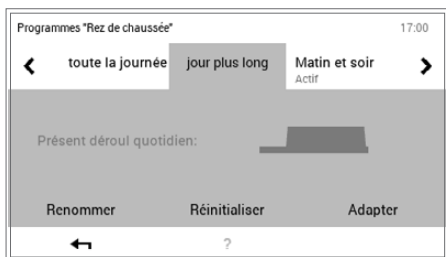 Programmes "Rez de chaussée" 17:00
toute la journée jour plus long Matin et soir
Actif
Présent déroul quotidien:
Renommer Réinitialiser Adapter
?